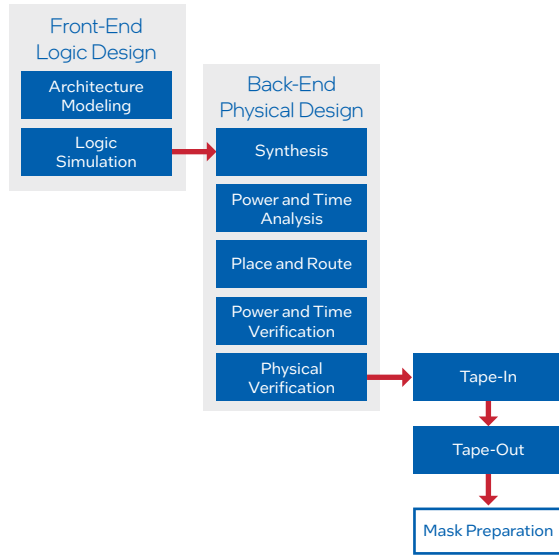 Front-End
Logic Design
Architecture
Modeling
Logic
Simulation
Back-End
Physical Design
Synthesis
Power and Time
Analysis
Place and Route
Power and Time
Verification
Physical
Verification
Tape-In
Tape-Out
Mask Preparation